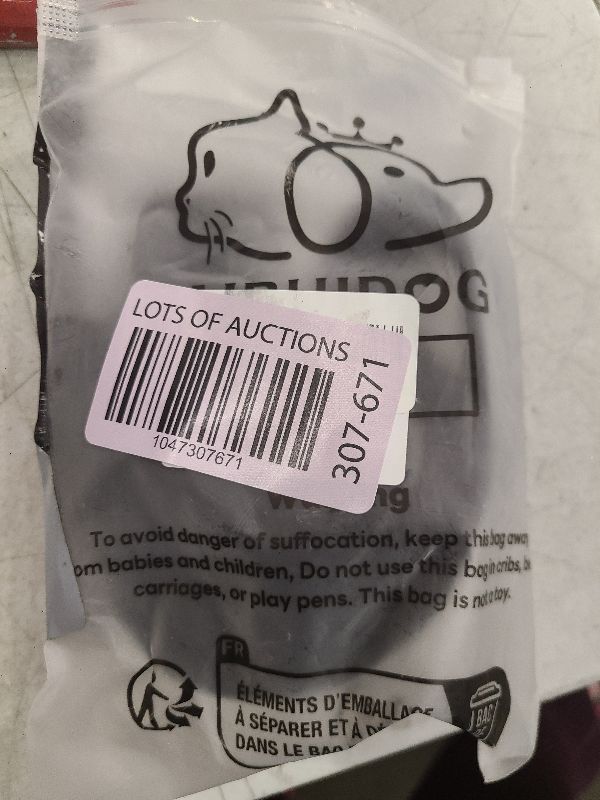 LOTS OF AUCTIONS
1047307671
307-671
To avoid danger of suffocation, keep this bag away
om babies and children, Do not use this bag in cribs,
carriages, or play pens. This bag is not a toy.
FR
ÉLÉMENTS D'EMBALLAGE
À SÉPARER ET À
DANS LE BAC
BAC